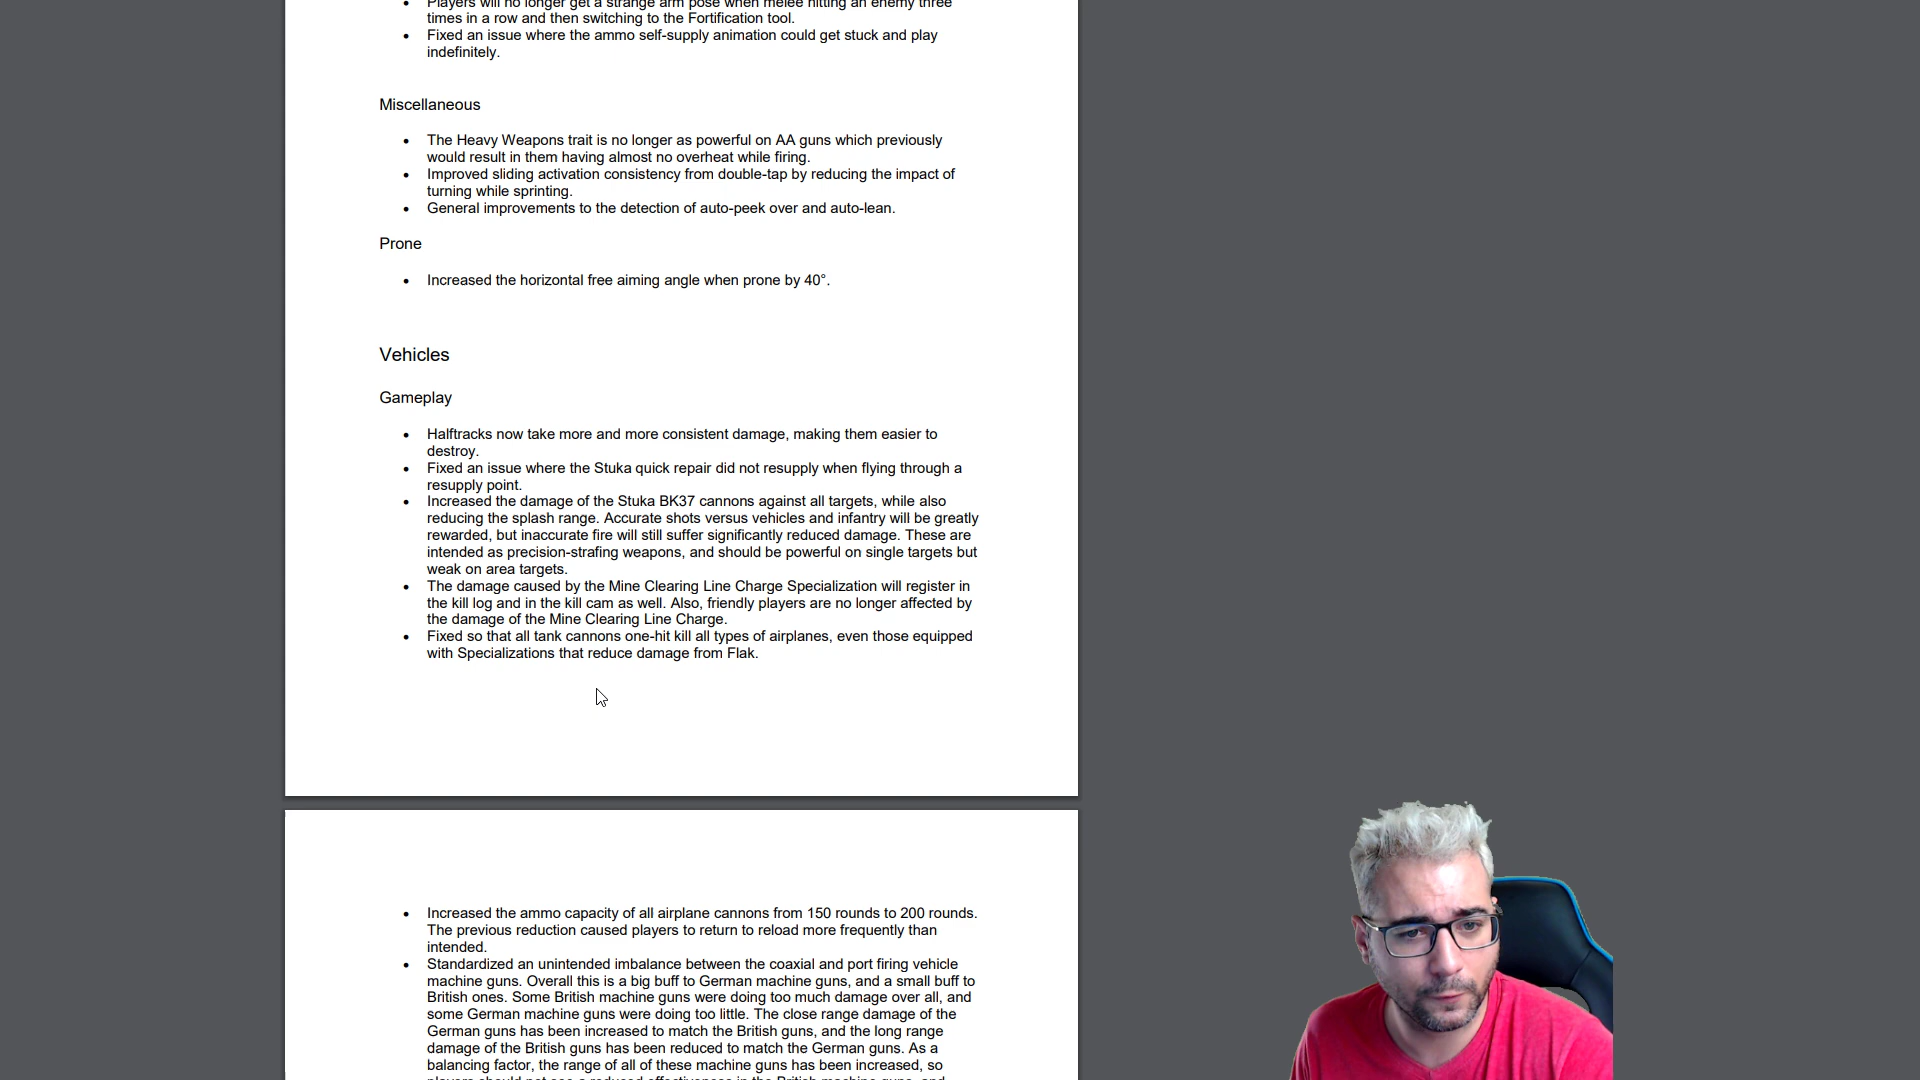 Players will no longer get a strange arm pose when melee hitting an enemy three
times in a row and then switching to the Fortification tool.
Fixed an issue where the ammo self-supply animation could get stuck and play
indefinitely.
Miscellaneous
The Heavy Weapons trait is no longer as powerful on AA guns which previously
would result in them having almost no overheat while firing.
Improved sliding activation consistency from double-tap by reducing the impact of
turning while sprinting.
General improvements to the detection of auto-peek over and auto-lean.
Prone
Increased the horizontal free aiming angle when prone by 40°.
Vehicles
Gameplay
Halftracks now take more and more consistent damage, making them easier to
destroy.
Fixed an issue where the Stuka quick repair did not resupply when flying through a
resupply point.
Increased the damage of the Stuka BK37 cannons against all targets, while also
reducing the splash range. Accurate shots versus vehicles and infantry will be greatly
rewarded, but inaccurate fire will still suffer significantly reduced damage. These are
intended as precision-strafing weapons, and should be powerful on single targets but
weak on area targets.
The damage caused by the Mine Clearing Line Charge Specialization will register in
the kill log and in the kill cam as well. Also, friendly players are no longer affected by
the damage of the Mine Clearing Line Charge.
Fixed so that all tank cannons one-hit kill all types of airplanes, even those equipped
with Specializations that reduce damage from Flak.
Increased the ammo capacity of all airplane cannons from 150 rounds to 200 rounds.
The previous reduction caused players to return to reload more frequently than
intended.
Standardized an unintended imbalance between the coaxial and port firing vehicle
machine guns. Overall this is a big buff to German machine guns, and a small buff to
British ones. Some British machine guns were doing too much damage over all, and
some German machine guns were doing too little. The close range damage of the
German guns has been increased to match the British guns, and the long range
damage of the British guns has been reduced to match the German guns. As a
balancing factor, the range of all of these machine guns has been increased, so
players should not see a reduced effectiveness in the British machine guns, and